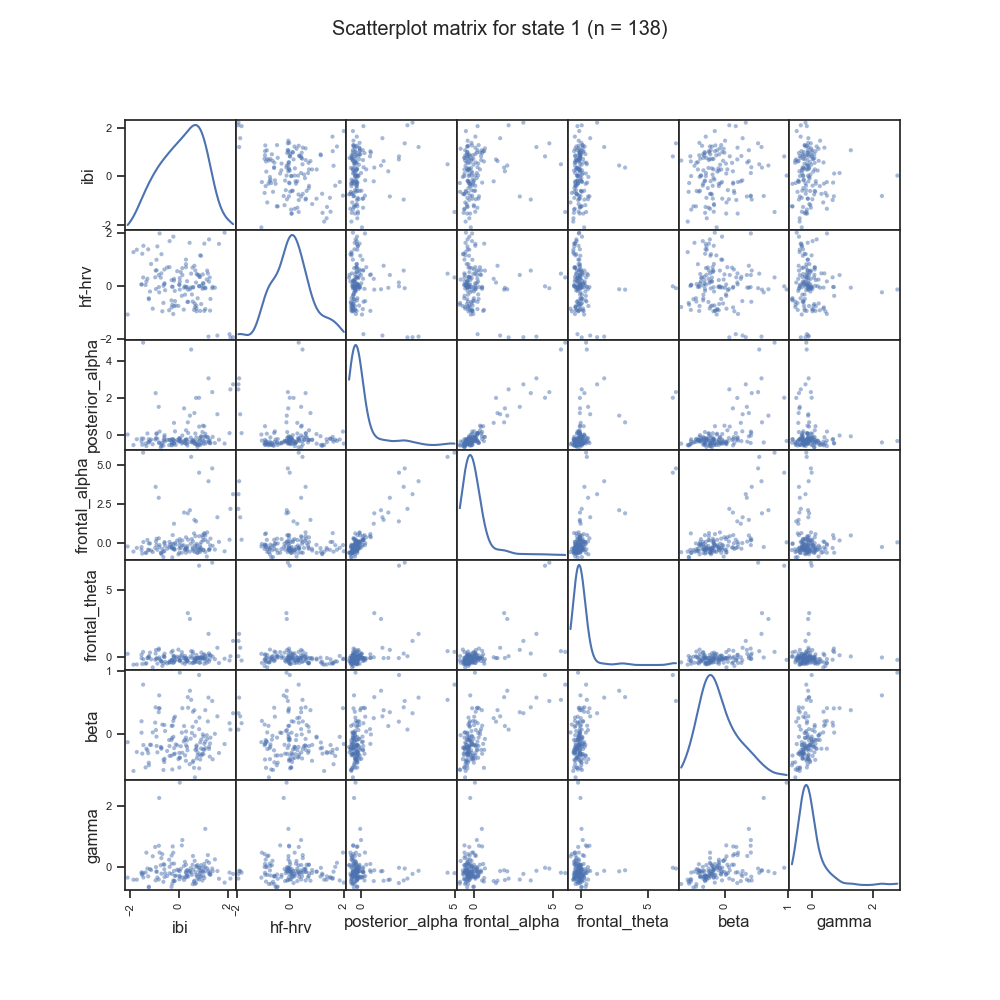 Scatterplot matrix for state 1 (n = 138)
ibi
2
0
−2
hf-hrv
2
0
−2
posterior_alpha
4
2
0
frontal_alpha
5.0
2.5
0.0
frontal_theta
5
0
beta
1
0
gamma
2
0
−2 0 2 −2 0 2 0 5 0 5 0 5 0 1 0 2
ibi hf-hrv posterior_alpha frontal_alpha frontal_theta beta gamma